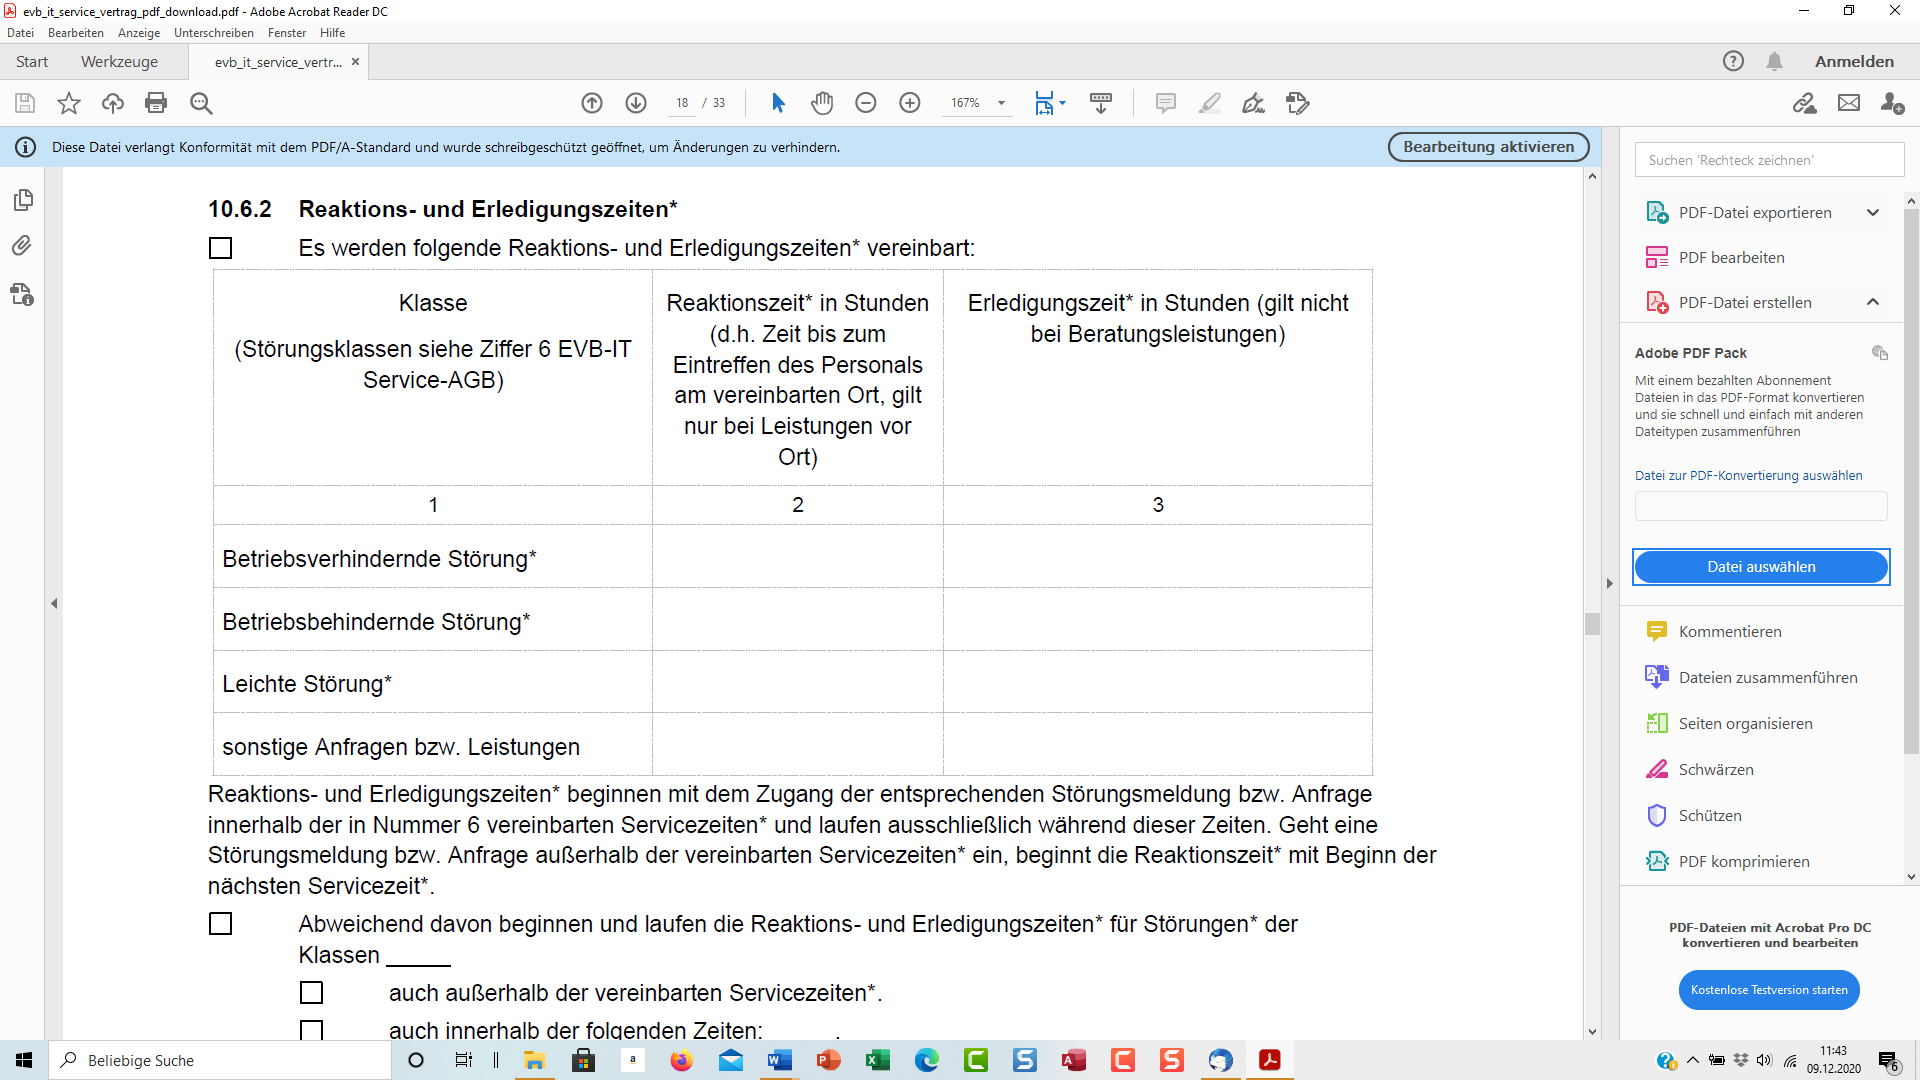 evb_it_service_vertrag_pdf_download.pdf - Adobe Acrobat Reader DC
Datei Bearbeiten Anzeige Unterschreiben Fenster Hilfe
Start Werkzeuge evb_it_service_vertr... × Anmelden
18 / 33 167%
Diese Datei verlangt Konformität mit dem PDF/A-Standard und wurde schreibgeschützt geöffnet, um Änderungen zu verhindern. Bearbeitung aktivieren
10.6.2 Reaktions- und Erledigungszeiten*
Es werden folgende Reaktions- und Erledigungszeiten* vereinbart:
Klasse
(Störungsklassen siehe Ziffer 6 EVB-IT
Service-AGB)
Reaktionszeit* in Stunden
(d.h. Zeit bis zum
Eintreffen des Personals
am vereinbarten Ort, gilt
nur bei Leistungen vor
Ort)
Erledigungszeit* in Stunden (gilt nicht
bei Beratungsleistungen)
1 2 3
Betriebsverhindernde Störung*
Betriebsbehindernde Störung*
Leichte Störung*
sonstige Anfragen bzw. Leistungen
Reaktions- und Erledigungszeiten* beginnen mit dem Zugang der entsprechenden Störungsmeldung bzw. Anfrage
innerhalb der in Nummer 6 vereinbarten Servicezeiten* und laufen ausschließlich während dieser Zeiten. Geht eine
Störungsmeldung bzw. Anfrage außerhalb der vereinbarten Servicezeiten* ein, beginnt die Reaktionszeit* mit Beginn der
nächsten Servicezeit*.
Abweichend davon beginnen und laufen die Reaktions- und Erledigungszeiten* für Störungen* der
Klassen _____
auch außerhalb der vereinbarten Servicezeiten*.
auch innerhalb der folgenden Zeiten: _____.
Suchen 'Rechteck zeichnen'
PDF-Datei exportieren
PDF bearbeiten
PDF-Datei erstellen
Adobe PDF Pack
Mit einem bezahlten Abonnement
Dateien in das PDF-Format konvertieren
und sie schnell und einfach mit anderen
Dateitypen zusammenführen
Datei zur PDF-Konvertierung auswählen
Datei auswählen
Kommentieren
Dateien zusammenführen
Seiten organisieren
Schwärzen
Schützen
PDF komprimieren
PDF-Dateien mit Acrobat Pro DC
konvertieren und bearbeiten
Kostenlose Testversion starten
Beliebige Suche
11:43
09.12.2020
6